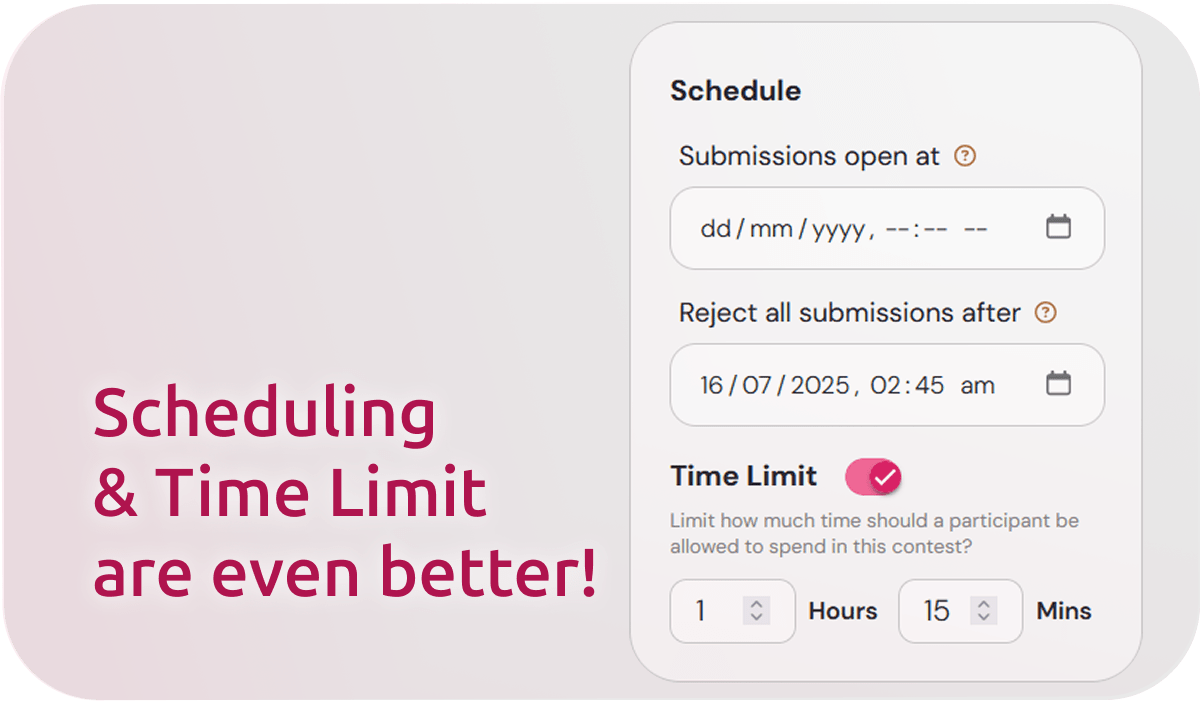 Scheduling
& Time Limit
are even better!
Schedule
Submissions open at
dd/mm/yyyy, --:-- --
Reject all submissions after
16/07/2025, 02:45 am
Time Limit
Limit how much time should a participant be
allowed to spend in this contest?
1 Hours 15 Mins